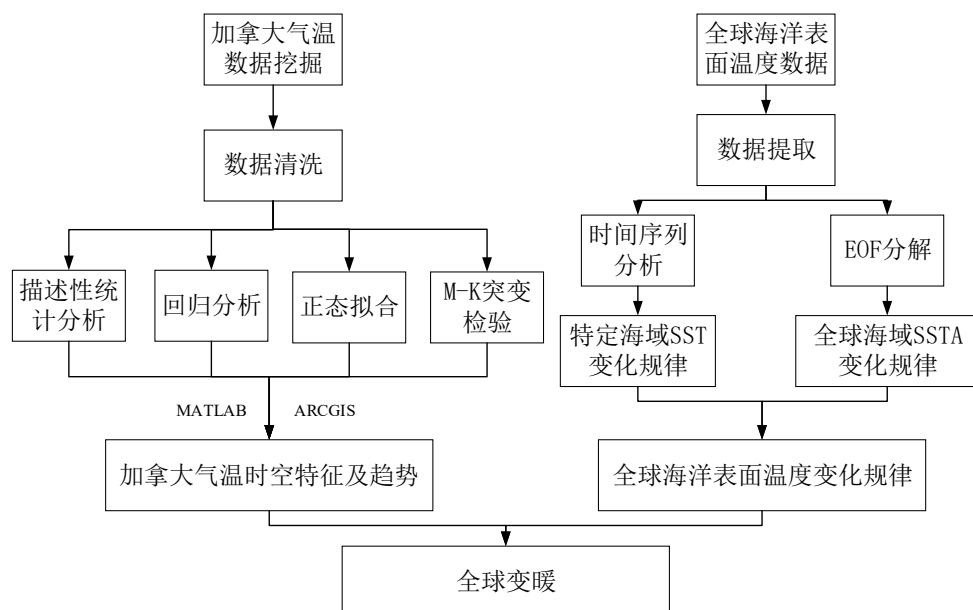 加拿大气温
数据挖掘
全球海洋表
面温度数据
数据清洗
数据提取
时间序列
分析
EOF分解
描述性统
计分析
回归分析
正态拟合
M-K突变
检验
特定海域SST
变化规律
全球海域SSTA
变化规律
MATLAB
ARCGIS
加拿大气温时空特征及趋势
全球海洋表面温度变化规律
全球变暖